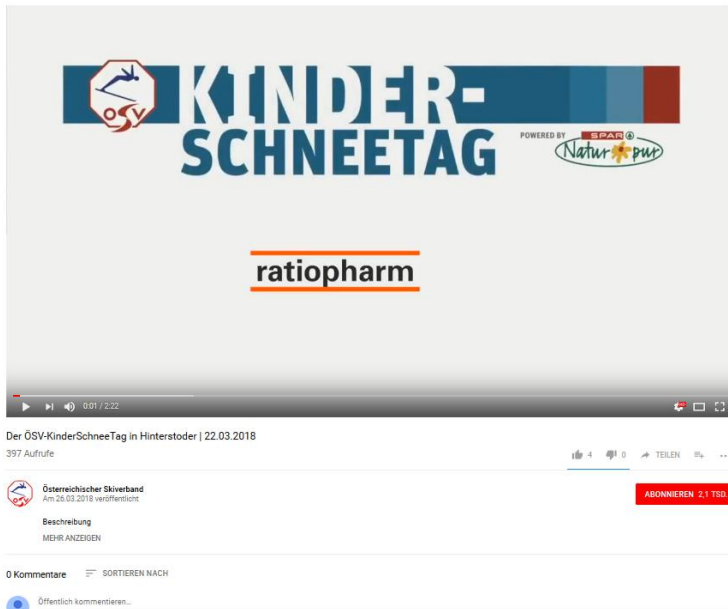 KINDER-
ÖSV
SCHNEETAG
POWERED BY SPAR
Natur pur
ratiopharm
0:01 / 2:22
Der ÖSV-KinderSchneeTag in Hinterstoder | 22.03.2018
397 Aufrufe
4 0 TEILEN
Österreichischer Skiverband
Am 26.03.2018 veröffentlicht
ABONNIEREN 2,1 TSD.
Beschreibung
MEHR ANZEIGEN
0 Kommentare SORTIEREN NACH
Öffentlich kommentieren...